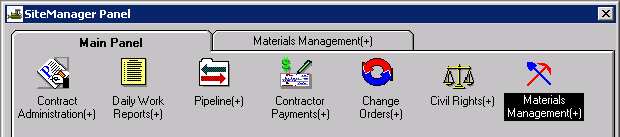 SiteManager Panel
Main Panel
Materials Management(+)
Contract
Administration(+)
Daily Work
Reports(+)
Pipeline(+)
Contractor
Payments(+)
Change
Orders(+)
Civil Rights(+)
Materials
Management(+)